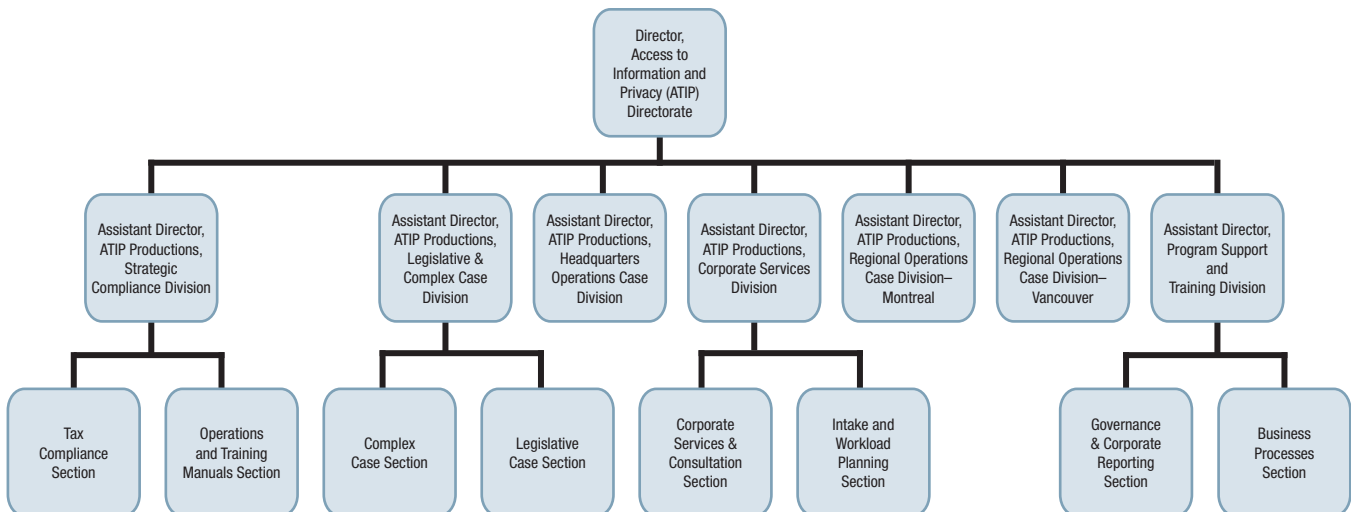 Director,
Access to
Information and
Privacy (ATIP)
Directorate
Assistant Director,
ATIP Productions,
Strategic
Compliance Division
Assistant Director,
ATIP Productions,
Legislative &
Complex Case
Division
Assistant Director,
ATIP Productions,
Headquarters
Operations Case
Division
Assistant Director,
ATIP Productions,
Corporate Services
Division
Assistant Director,
ATIP Productions,
Regional Operations
Case Division–
Montreal
Assistant Director,
ATIP Productions,
Regional Operations
Case Division–
Vancouver
Assistant Director,
Program Support
and
Training Division
Tax
Compliance
Section
Operations
and Training
Manuals Section
Complex
Case Section
Legislative
Case Section
Corporate
Services &
Consultation
Section
Intake and
Workload
Planning
Section
Governance
& Corporate
Reporting
Section
Business
Processes
Section